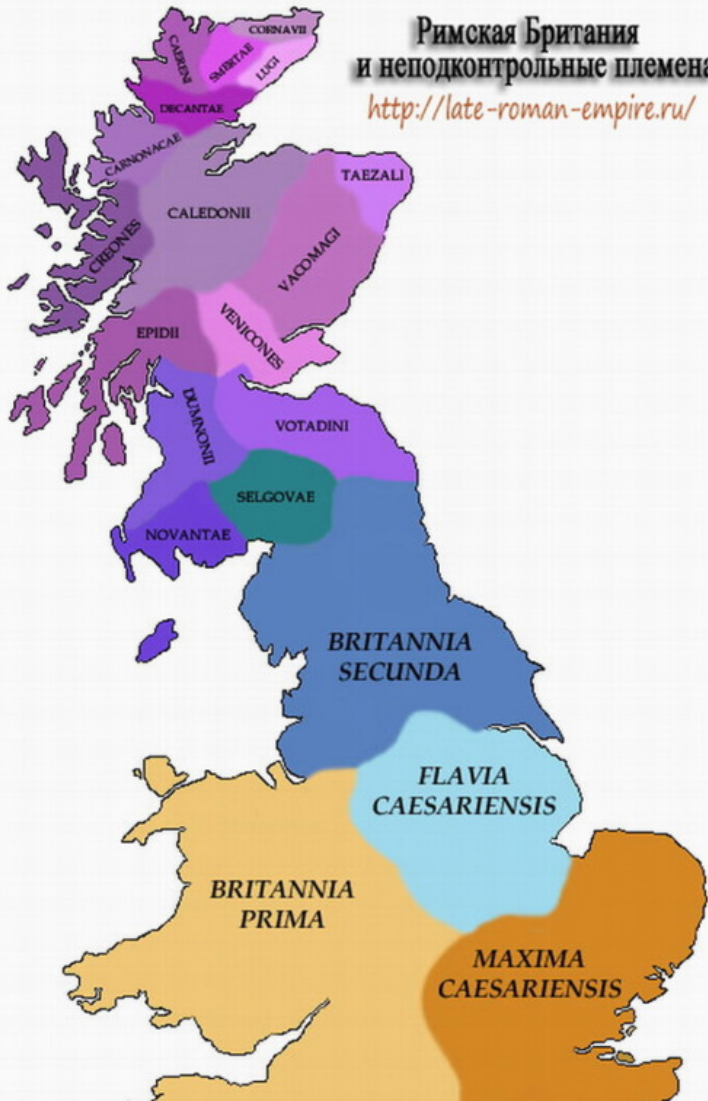 Римская Британия
и неподконтрольные племена
http://late-roman-empire.ru/
CORNAVII
CAERENI
SMERTAE
LUGI
DECANTAE
CARNONACAE
TAEZALI
CALEDONII
CREONES
VACOMAGI
EPIDII
VENICONES
DUMNONII
VOTADINI
SELGOVAE
NOVANTAE
BRITANNIA
SECUNDA
FLAVIA
CAESARIENSIS
BRITANNIA
PRIMA
MAXIMA
CAESARIENSIS